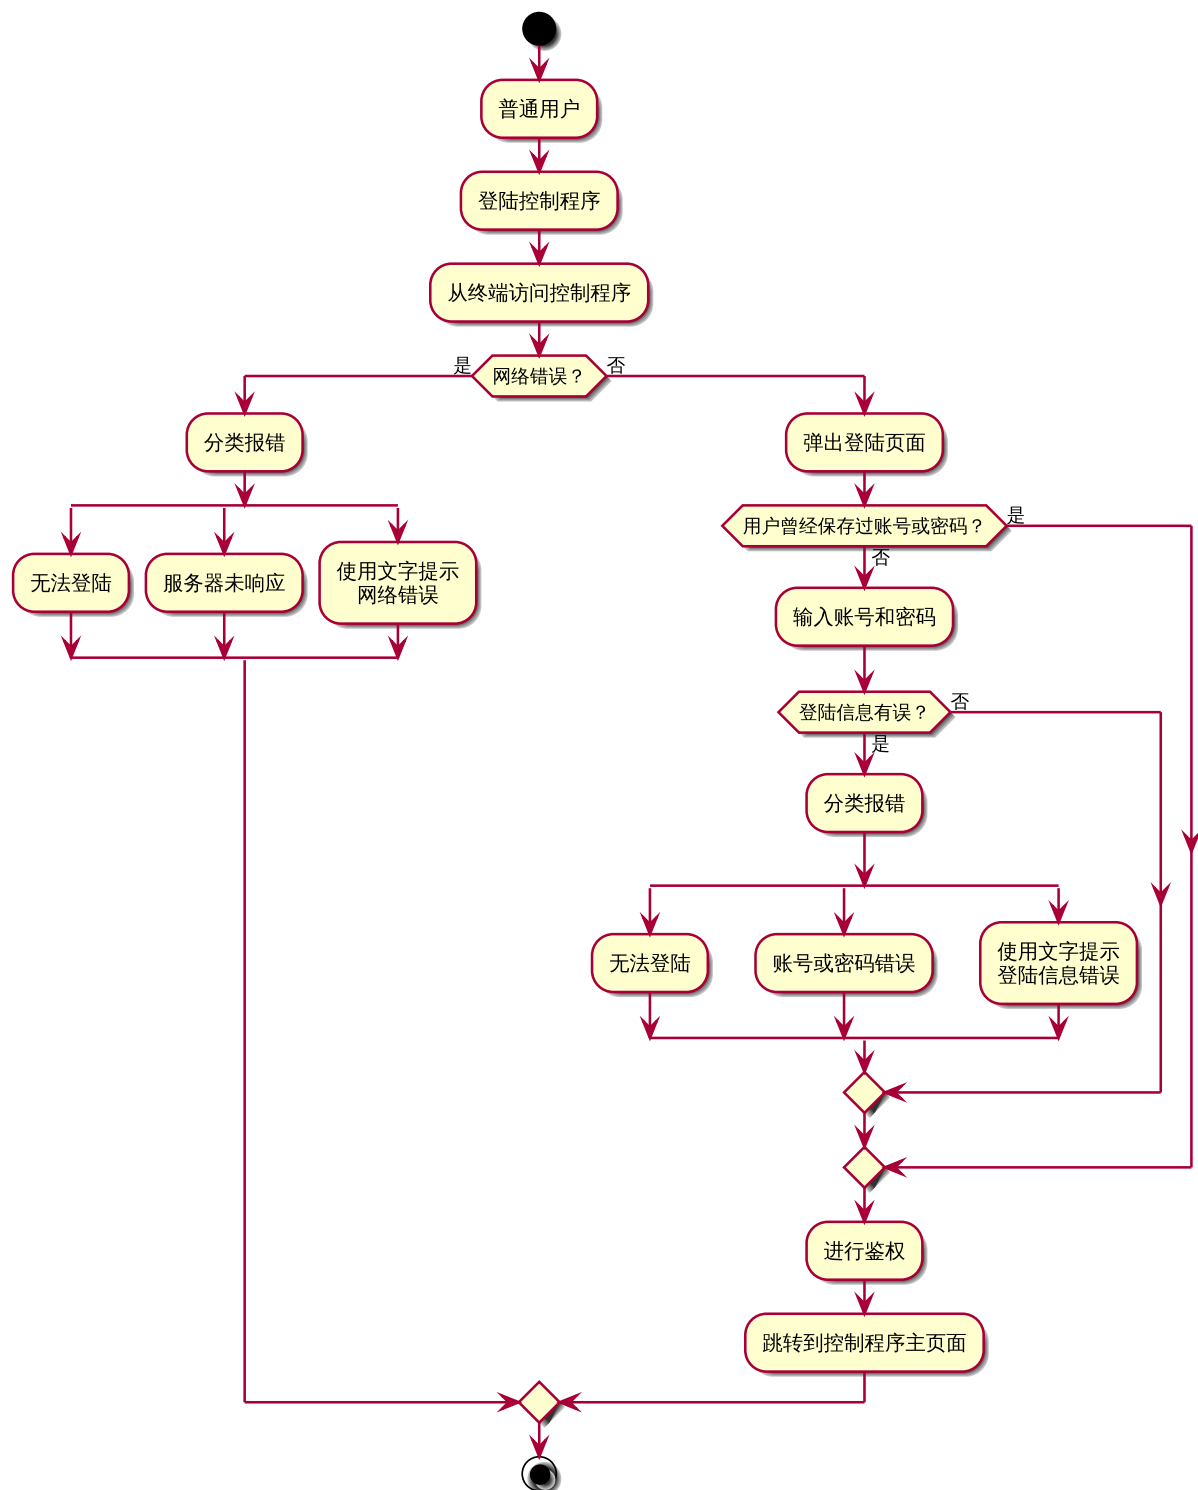 普通用户
登陆控制程序
从终端访问控制程序
是
网络错误？
否
分类报错
无法登陆
服务器未响应
使用文字提示
网络错误
弹出登陆页面
用户曾经保存过账号或密码？
是
否
输入账号和密码
登陆信息有误？
否
是
分类报错
无法登陆
账号或密码错误
使用文字提示
登陆信息错误
进行鉴权
跳转到控制程序主页面